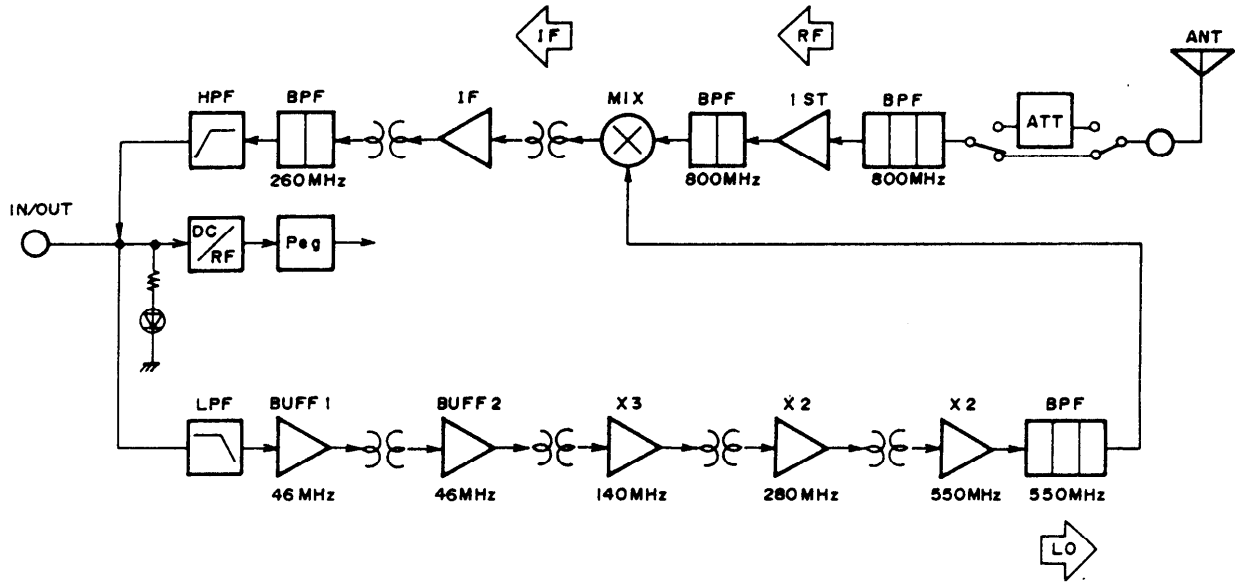 IF
RF
ANT
HPF
BPF
IF
MIX
BPF
1ST
BPF
ATT
260MHz
800MHz
800MHz
IN/OUT
DC/RF
Peg
LPF
BUFF1
BUFF2
X3
X2
X2
BPF
46MHz
46MHz
140MHz
280MHz
550MHz
550MHz
LO